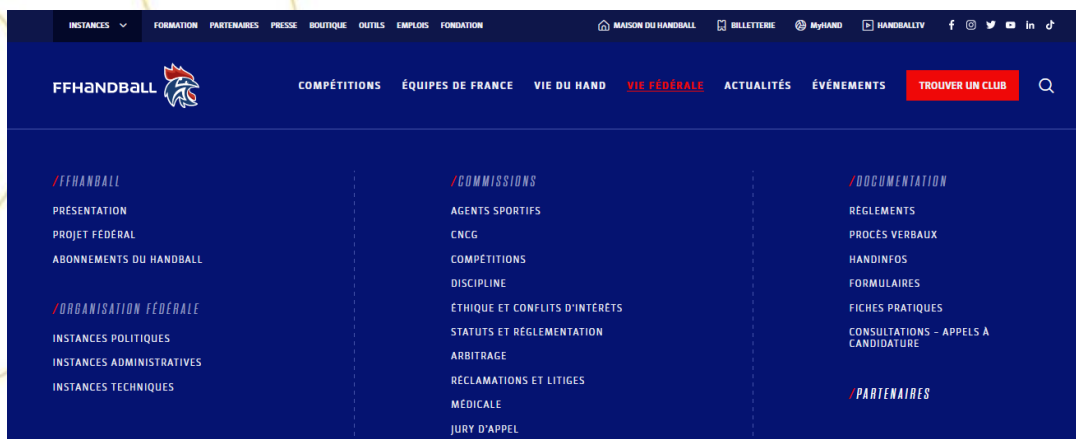 INSTANCES FORMATION PARTENAIRES PRESSE BOUTIQUE OUTILS EMPLOIS FONDATION MAISON DU HANDBALL BILLETTERIE MyHAND HANDBALLTV
FFHANDBALL COMPÉTITIONS ÉQUIPES DE FRANCE VIE DU HAND VIE FÉDÉRALE ACTUALITÉS ÉVÉNEMENTS TROUVER UN CLUB
/FFHANBALL
PRÉSENTATION
PROJET FÉDÉRAL
ABONNEMENTS DU HANDBALL
/ORGANISATION FÉDÉRALE
INSTANCES POLITIQUES
INSTANCES ADMINISTRATIVES
INSTANCES TECHNIQUES
/COMMISSIONS
AGENTS SPORTIFS
CNCG
COMPÉTITIONS
DISCIPLINE
ÉTHIQUE ET CONFLITS D'INTÉRÊTS
STATUTS ET RÉGLEMENTATION
ARBITRAGE
RÉCLAMATIONS ET LITIGES
MÉDICALE
JURY D'APPEL
/DOCUMENTATION
RÈGLEMENTS
PROCÈS VERBAUX
HANDINFOS
FORMULAIRES
FICHES PRATIQUES
CONSULTATIONS – APPELS À
CANDIDATURE
/PARTENAIRES